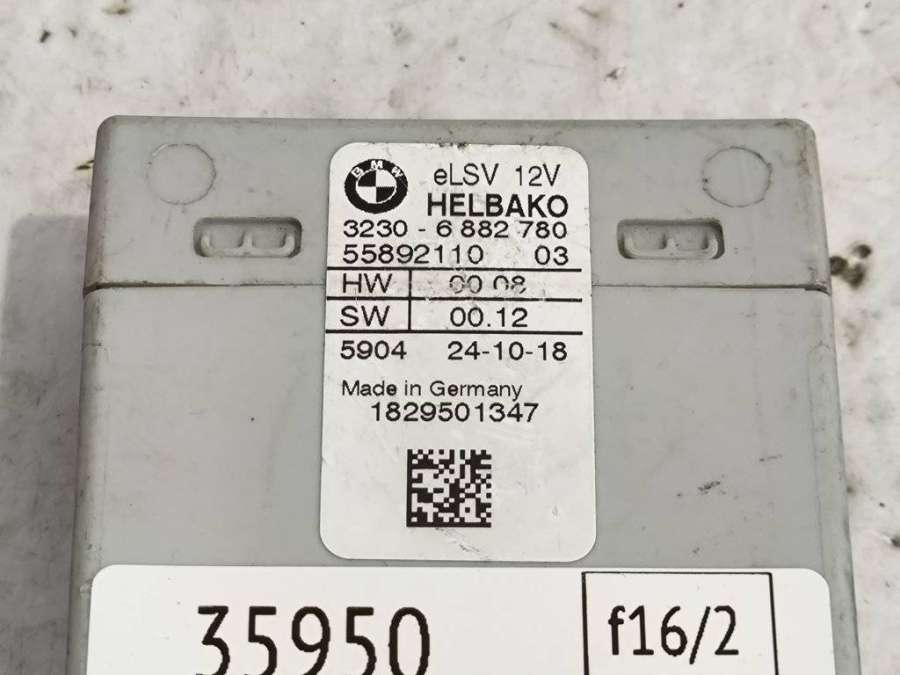 BMW
eLSV 12V
HELBAKO
3230 - 6 882 780
55892110 03
HW 00.08
SW 00.12
5904 24-10-18
Made in Germany
1829501347
35950
f16/2